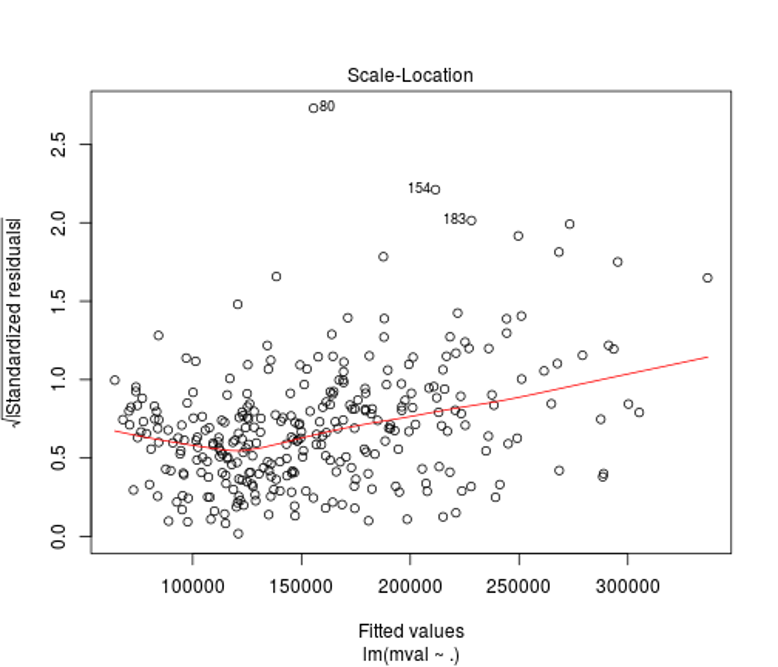 Scale-Location
80
154
183
√|Standardized residuals|
2.5
2.0
1.5
1.0
0.5
0.0
100000 150000 200000 250000 300000
Fitted values
lm(mval ~ .)